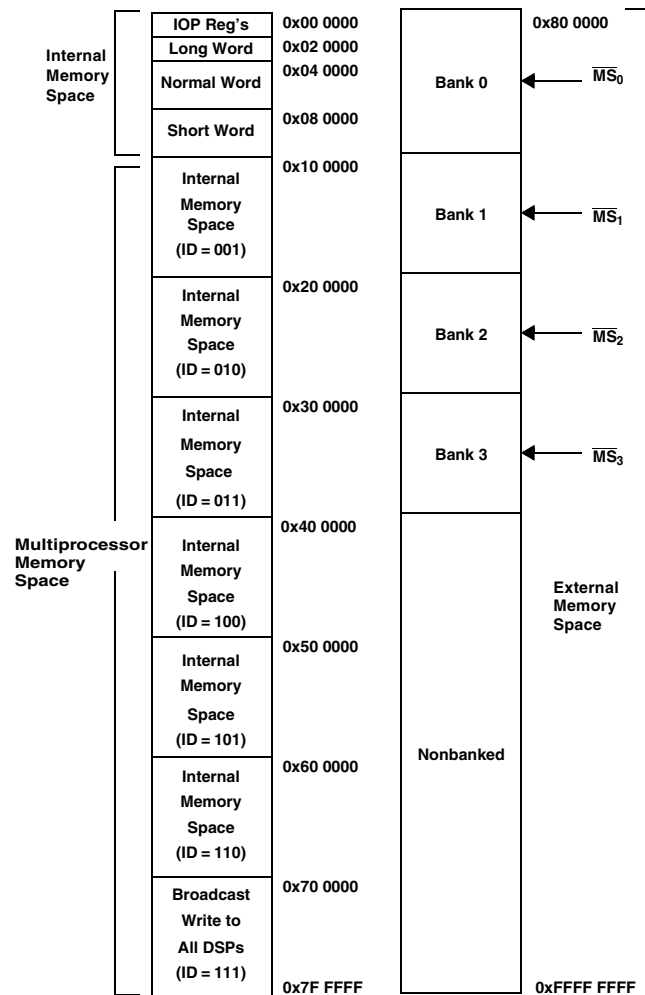 Internal
Memory
Space
IOP Reg's
0x00 0000
Long Word
0x02 0000
Normal Word
0x04 0000
Short Word
0x08 0000
Multiprocessor
Memory
Space
0x10 0000
Internal
Memory
Space
(ID = 001)
0x20 0000
Internal
Memory
Space
(ID = 010)
0x30 0000
Internal
Memory
Space
(ID = 011)
0x40 0000
Internal
Memory
Space
(ID = 100)
0x50 0000
Internal
Memory
Space
(ID = 101)
0x60 0000
Internal
Memory
Space
(ID = 110)
0x70 0000
Broadcast
Write to
All DSPs
(ID = 111)
0x7F FFFF
0x80 0000
Bank 0
MS0
Bank 1
MS1
Bank 2
MS2
Bank 3
MS3
Nonbanked
External
Memory
Space
0xFFFF FFFF